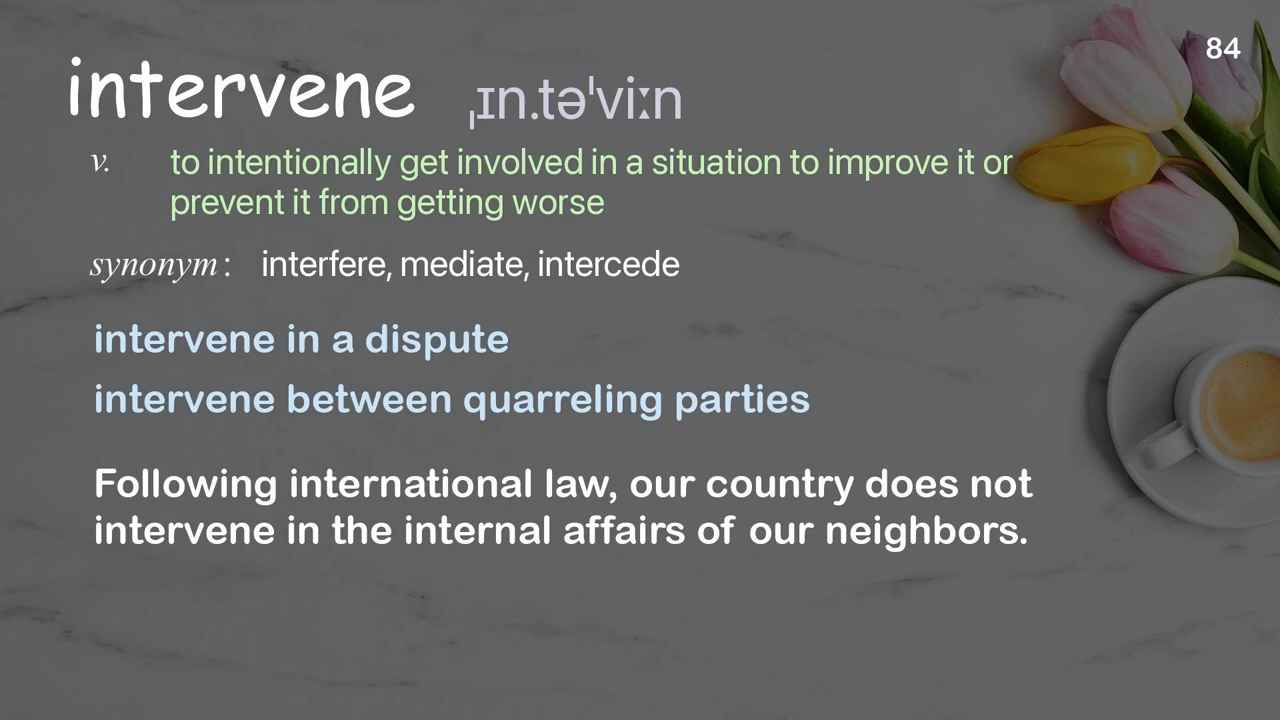 84
intervene ˌɪn.təˈviːn
v. to intentionally get involved in a situation to improve it or
prevent it from getting worse
synonym : interfere, mediate, intercede
intervene in a dispute
intervene between quarreling parties
Following international law, our country does not
intervene in the internal affairs of our neighbors.